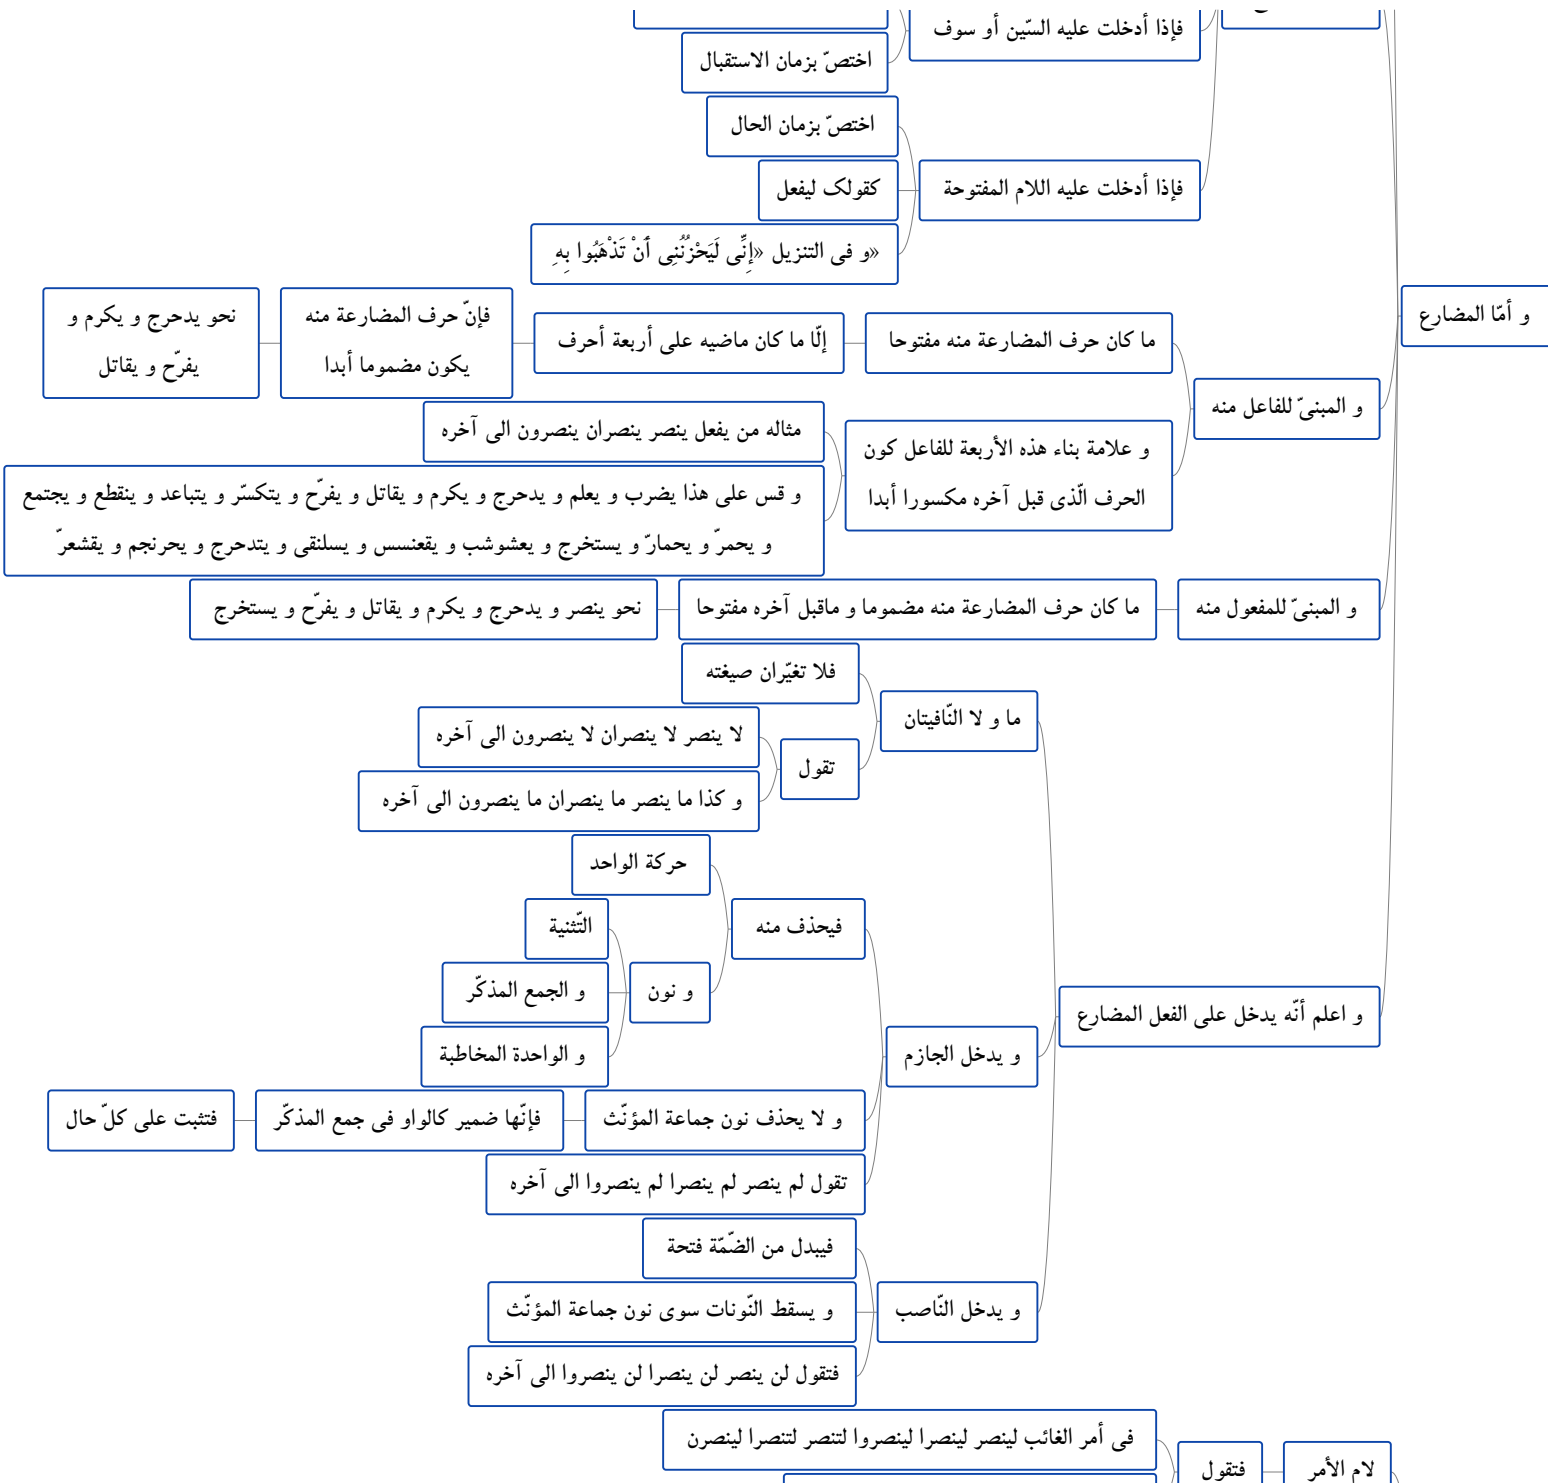 و أمّا المضارع
فإذا أدخلت عليه السّين أو سوف
اختصّ بزمان الاستقبال
فإذا أدخلت عليه اللام المفتوحة
اختصّ بزمان الحال
كقولک ليفعل
«و فى التنزيل «إِنِّى لَيَحْزُنُنِى أَنْ تَذْهَبُوا بِهِ
و المبنىّ للفاعل منه
ما كان حرف المضارعة منه مفتوحا
إلّا ما كان ماضيه على أربعة أحرف
فإنّ حرف المضارعة منه
يكون مضموما أبدا
نحو يدحرج و يكرم و
يفرّح و يقاتل
و علامة بناء هذه الأربعة للفاعل كون
الحرف الّذى قبل آخره مكسورا أبدا
مثاله من يفعل ينصر ينصران ينصرون الى آخره
و قس على هذا يضرب و يعلم و يدحرج و يكرم و يقاتل و يفرّح و يتكسّر و يتباعد و ينقطع و يجتمع
و يحمرّ و يحمارّ و يستخرج و يعشوشب و يقعنسس و يسلنقى و يتدحرج و يحرنجم و يقشعرّ
و المبنىّ للمفعول منه
ما كان حرف المضارعة منه مضموما و ماقبل آخره مفتوحا
نحو ينصر و يدحرج و يكرم و يقاتل و يفرّح و يستخرج
و اعلم أنّه يدخل على الفعل المضارع
ما و لا النّافيتان
فلا تغيّران صيغته
تقول
لا ينصر لا ينصران لا ينصرون الى آخره
و كذا ما ينصر ما ينصران ما ينصرون الى آخره
و يدخل الجازم
فيحذف منه
حركة الواحد
و نون
التّثنية
و الجمع المذكّر
و الواحدة المخاطبة
و لا يحذف نون جماعة المؤنّث
فإنّها ضمير كالواو فى جمع المذكّر
فتثبت على كلّ حال
تقول لم ينصر لم ينصرا لم ينصروا الى آخره
و يدخل النّاصب
فيبدل من الضّمّة فتحة
و يسقط النّونات سوى نون جماعة المؤنّث
فتقول لن ينصر لن ينصرا لن ينصروا الى آخره
لام الأمر
فتقول
فى أمر الغائب لينصر لينصرا لينصروا لتنصر لتنصرا لينصرن